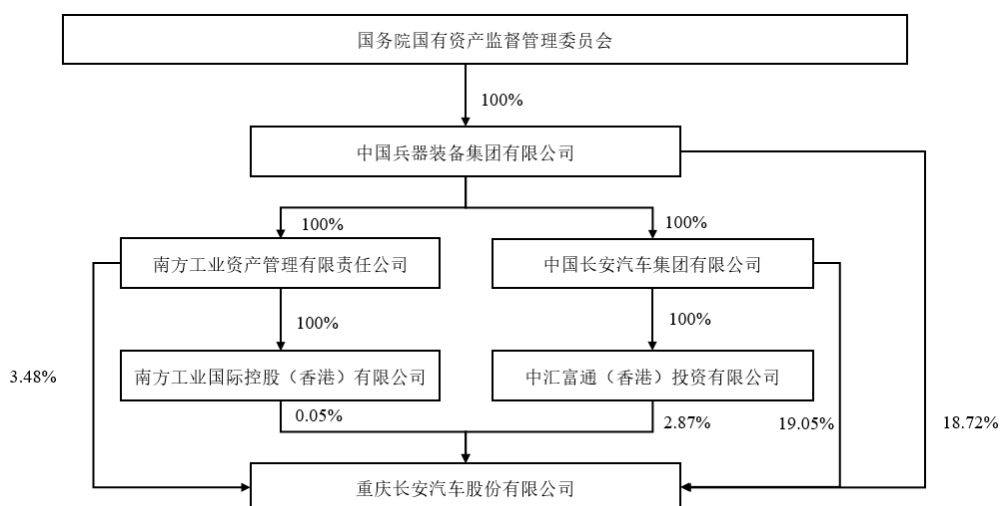 国务院国有资产监督管理委员会
100%
中国兵器装备集团有限公司
100%
100%
南方工业资产管理有限责任公司
中国长安汽车集团有限公司
100%
100%
3.48%
南方工业国际控股（香港）有限公司
中汇富通（香港）投资有限公司
0.05%
2.87%
19.05%
18.72%
重庆长安汽车股份有限公司